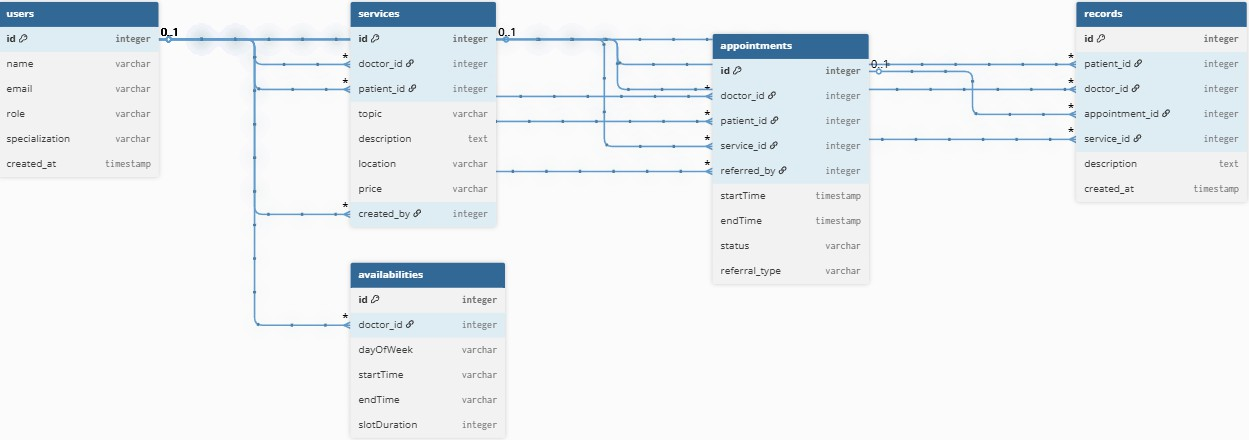 users
id integer
name varchar
email varchar
role varchar
specialization varchar
created_at timestamp
0..1
services
id integer
* doctor_id integer
* patient_id integer
topic varchar
description text
location varchar
price varchar
* created_by integer
0..1
availabilities
id integer
* doctor_id integer
dayOfWeek varchar
startTime varchar
endTime varchar
slotDuration integer
appointments
id integer
* doctor_id integer
* patient_id integer
* service_id integer
* referred_by integer
startTime timestamp
endTime timestamp
status varchar
referral_type varchar
0..1
records
id integer
* patient_id integer
* doctor_id integer
* appointment_id integer
* service_id integer
description text
created_at timestamp